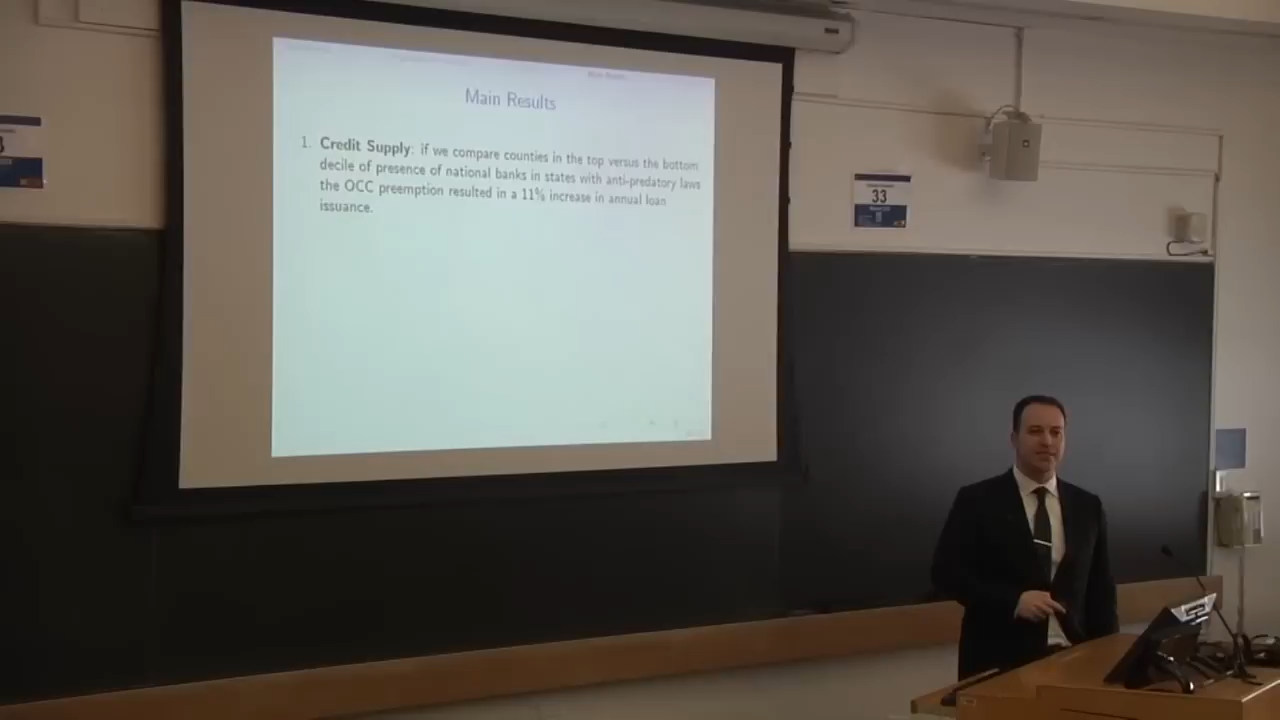 Main Results
1. Credit Supply: if we compare counties in the top versus the bottom
decile of presence of national banks in states with anti-predatory laws
the OCC preemption resulted in a 11% increase in annual loan
issuance.
33